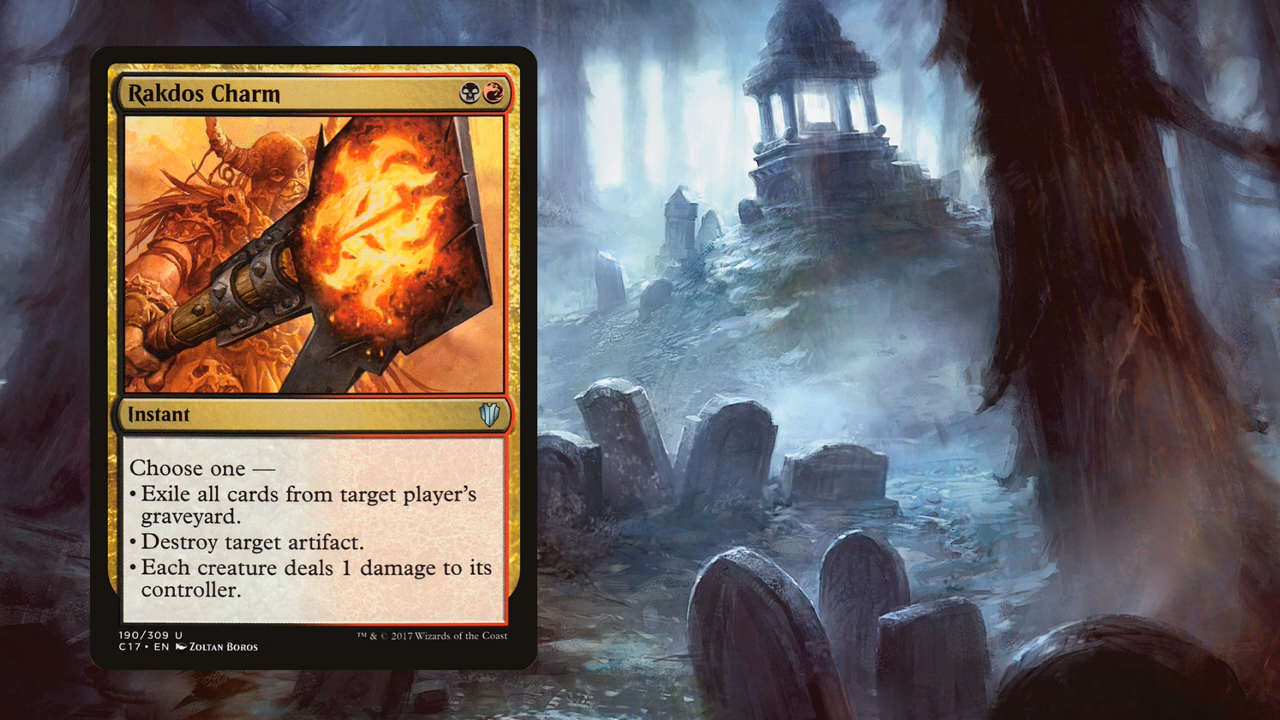 Rakdos Charm
Instant
Choose one —
• Exile all cards from target player's
graveyard.
• Destroy target artifact.
• Each creature deals 1 damage to its
controller.
190/309 U
C17 • EN Zoltan Boros
™ & © 2017 Wizards of the Coast